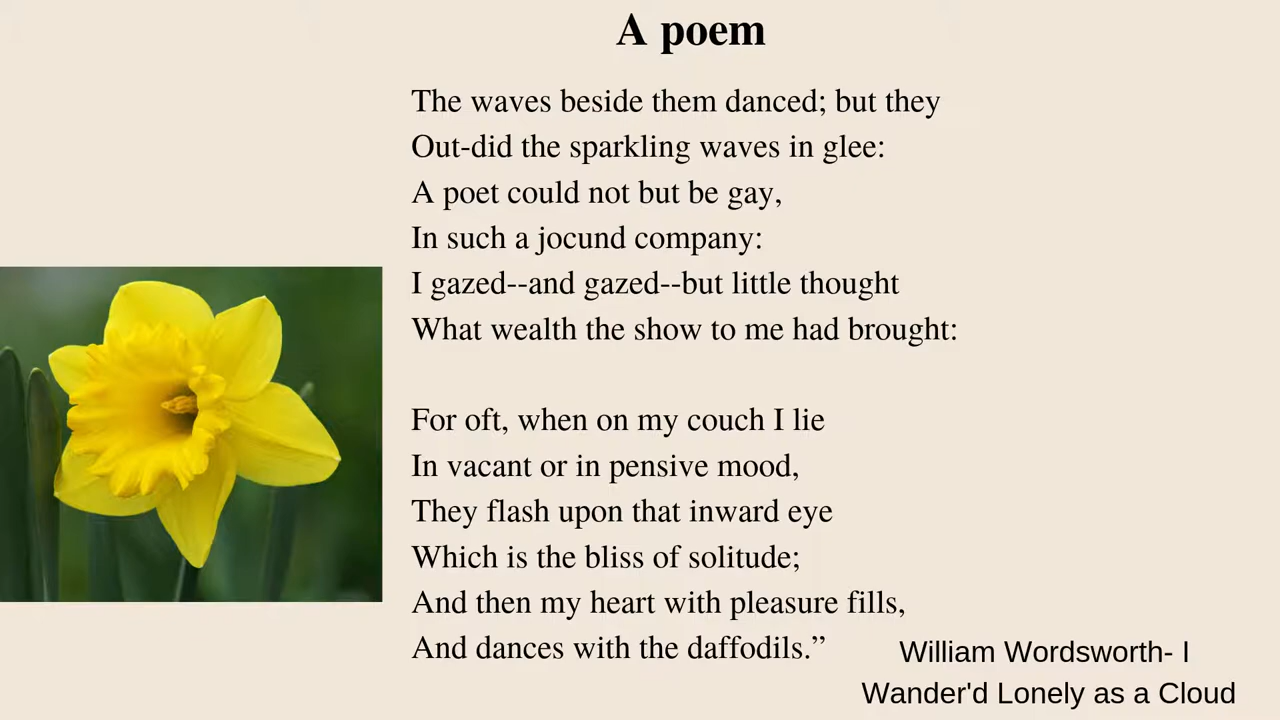 A poem
The waves beside them danced; but they
Out-did the sparkling waves in glee:
A poet could not but be gay,
In such a jocund company:
I gazed--and gazed--but little thought
What wealth the show to me had brought:
For oft, when on my couch I lie
In vacant or in pensive mood,
They flash upon that inward eye
Which is the bliss of solitude;
And then my heart with pleasure fills,
And dances with the daffodils.”
William Wordsworth- I
Wander'd Lonely as a Cloud